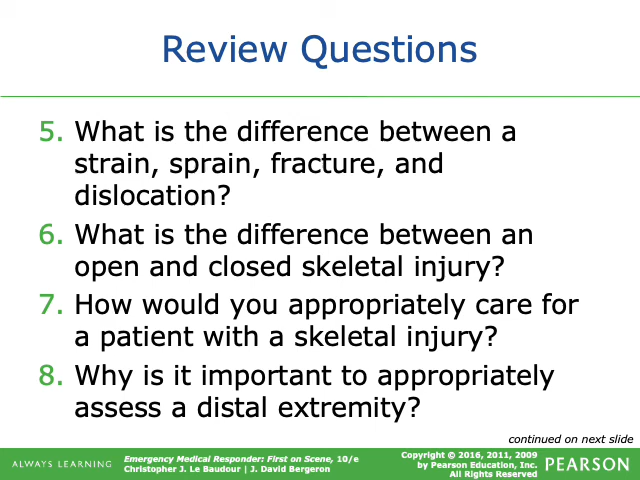 Review Questions
5. What is the difference between a
strain, sprain, fracture, and
dislocation?
6. What is the difference between an
open and closed skeletal injury?
7. How would you appropriately care for
a patient with a skeletal injury?
8. Why is it important to appropriately
assess a distal extremity?
continued on next slide
ALWAYS LEARNING
Emergency Medical Responder: First on Scene, 10/e
Christopher J. Le Baudour | J. David Bergeron
Copyright © 2016, 2011, 2009
by Pearson Education, Inc.
All Rights Reserved
PEARSON